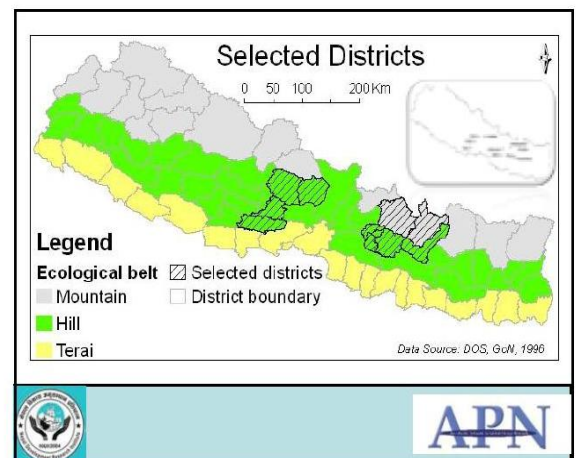 Selected Districts
0 50 100 200 Km
Legend
Ecological belt
Selected districts
Mountain
District boundary
Hill
Terai
Data Source: DOS, GoN, 1996
APN